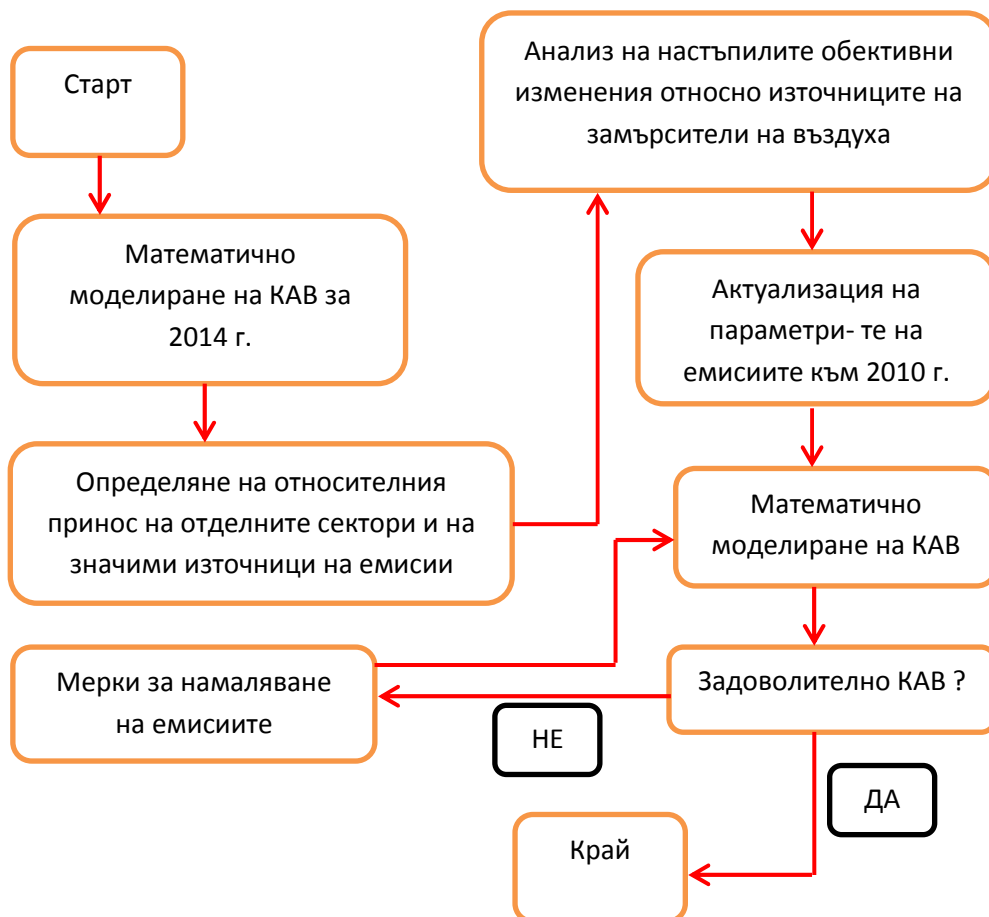 Старт
Математично
моделиране на КАВ за
2014 г.
Определяне на относителния
принос на отделните сектори и на
значими източници на емисии
Анализ на настъпилите обективни
изменения относно източниците на
замърсители на въздуха
Актуализация на
параметри- те на
емисиите към 2010 г.
Математично
моделиране на КАВ
Задоволително КАВ ?
НЕ
Мерки за намаляване
на емисиите
ДА
Край